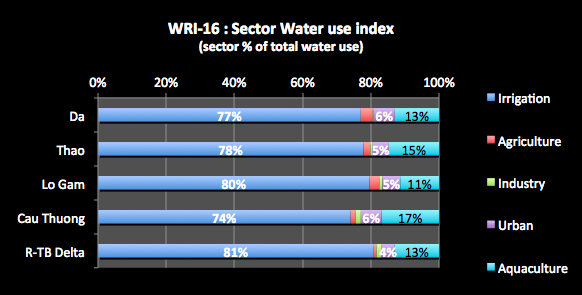 WRI-16 : Sector Water use index
(sector % of total water use)
0% 20% 40% 60% 80% 100%
Da 77% 6% 13%
Thao 78% 5% 15%
Lo Gam 80% 5% 11%
Cau Thuong 74% 6% 17%
R-TB Delta 81% 4% 13%
Irrigation
Agriculture
Industry
Urban
Aquaculture